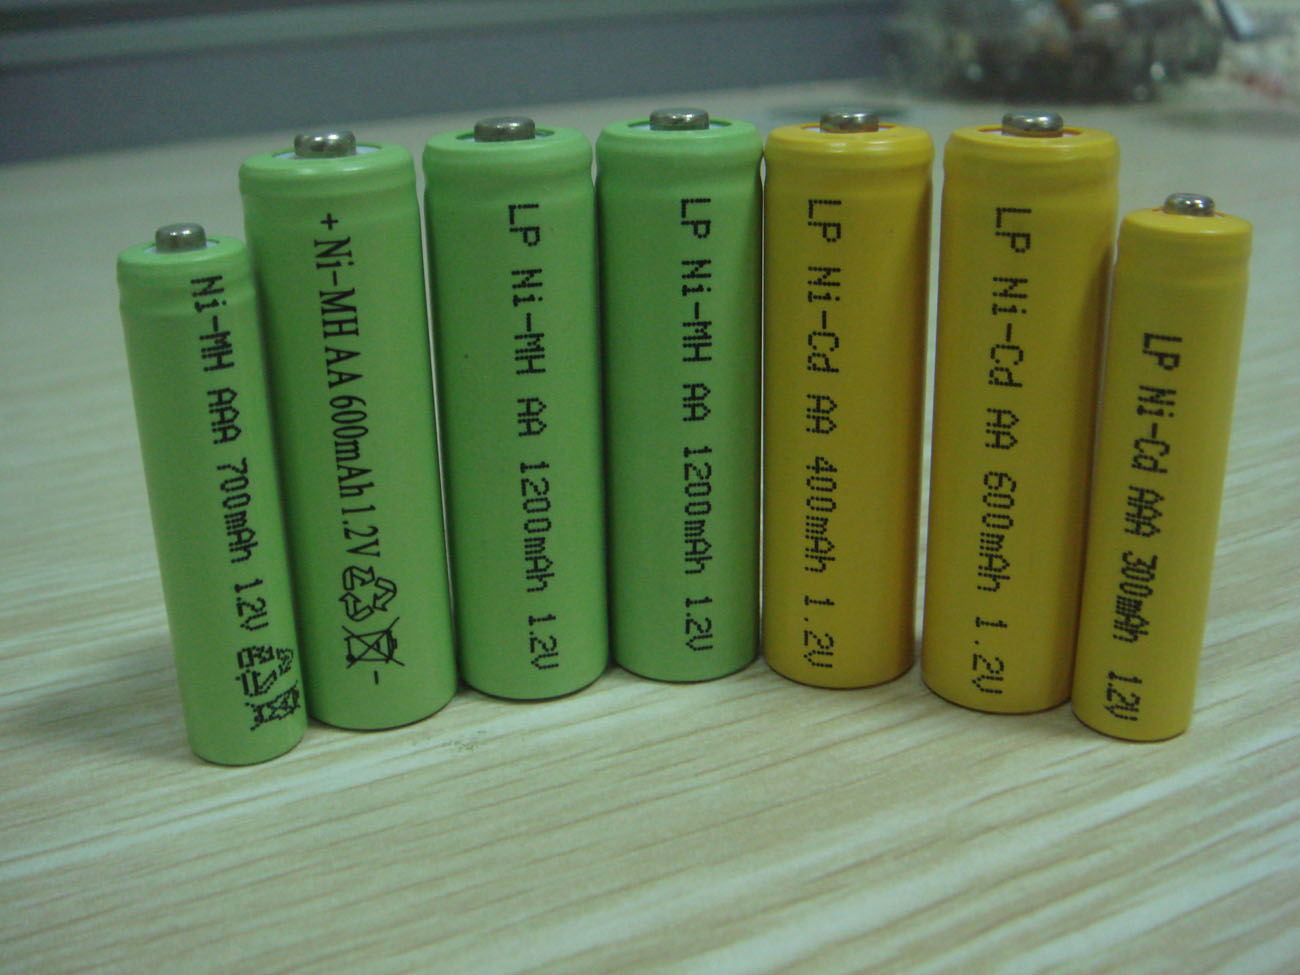 Ni-MH AAA 700mAh 1.2V
+ Ni-MH AA 600mAh 1.2V -
LP Ni-MH AA 1200mAh 1.2V
LP Ni-MH AA 1200mAh 1.2V
LP Ni-Cd AA 400mAh 1.2V
LP Ni-Cd AA 600mAh 1.2V
LP Ni-Cd AAA 300mAh 1.2V